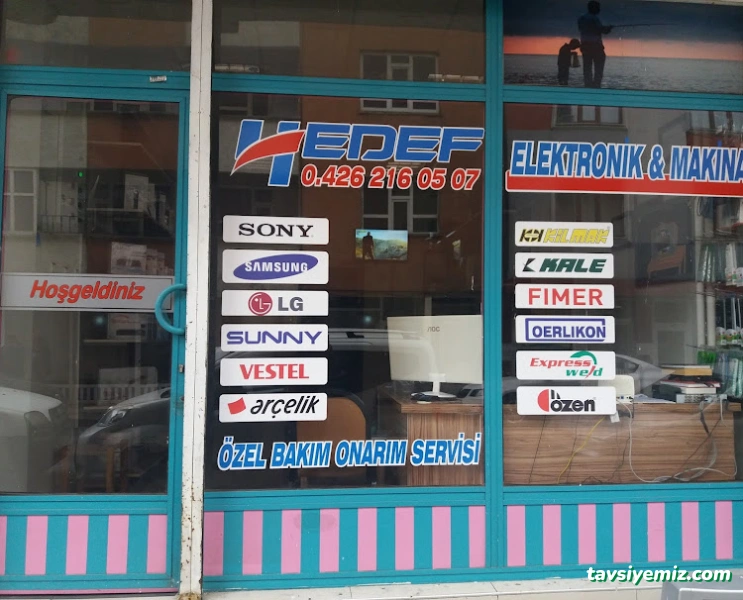 HEDEF
0.426 216 05 07
ELEKTRONIK & MAKINA
SONY
SAMSUNG
LG
SUNNY
VESTEL
arçelik
KILMAK
KALE
FIMER
OERLIKON
Express
weld
özen
Hoşgeldiniz
AOC
ÖZEL BAKIM ONARIM SERVİSİ
tavsiyemiz.com